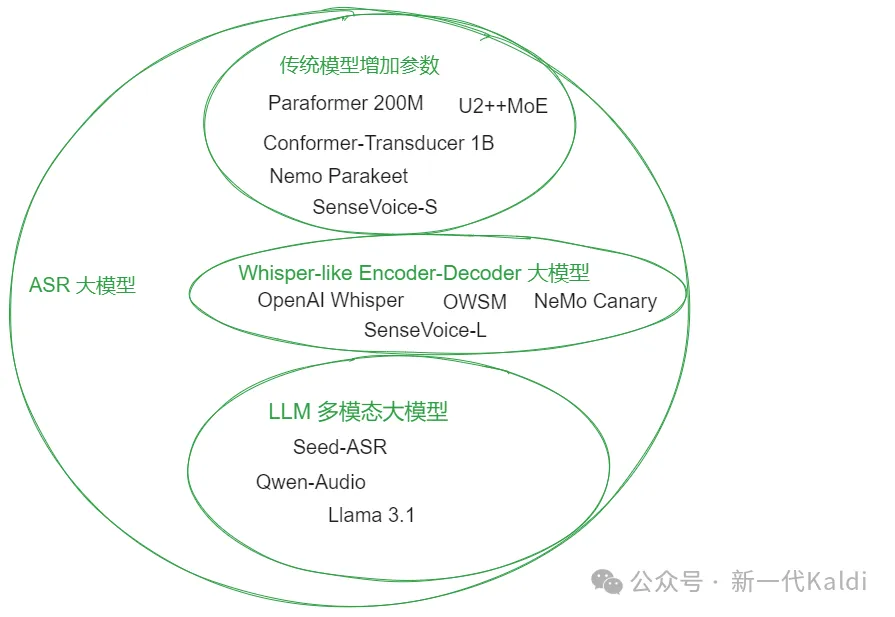 传统模型增加参数
Paraformer 200M U2++MoE
Conformer-Transducer 1B
Nemo Parakeet
SenseVoice-S
ASR 大模型
Whisper-like Encoder-Decoder 大模型
OpenAI Whisper OWSM NeMo Canary
SenseVoice-L
LLM 多模态大模型
Seed-ASR
Qwen-Audio
Llama 3.1
公众号 · 新一代Kaldi